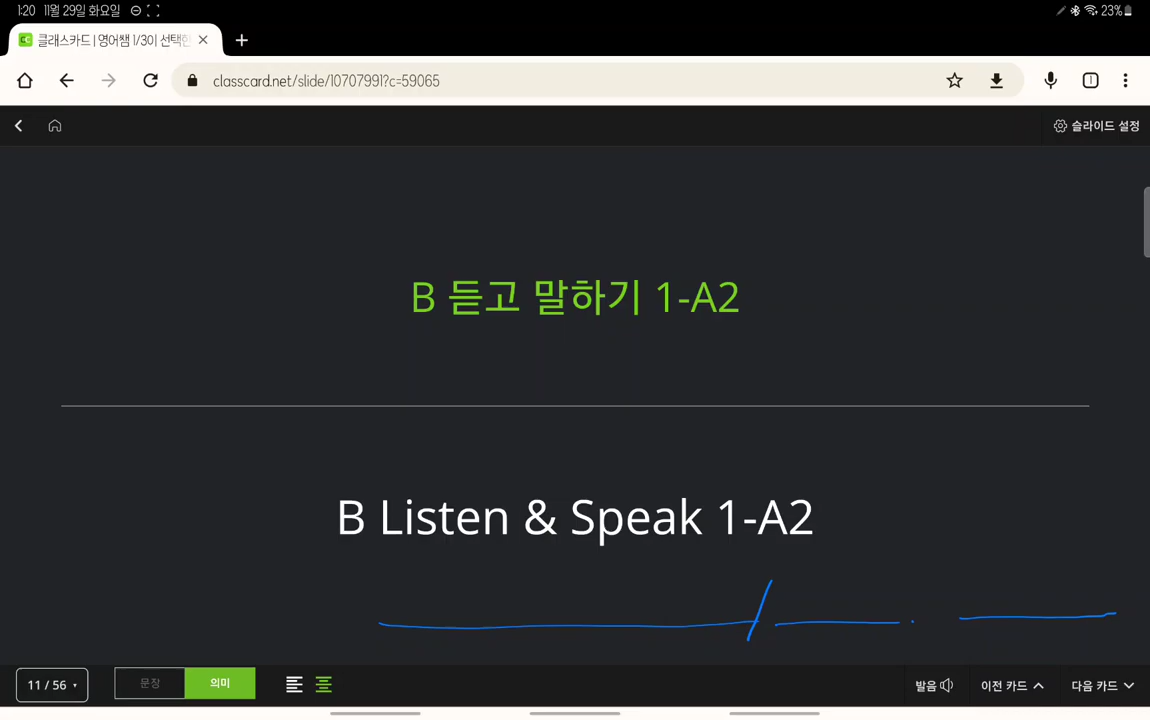 1:20 11월 29일 화요일 23%
클래스카드 | 영어쌤 1/3이 선택한
classcard.net/slide/10707991?c=59065
슬라이드 설정
B 듣고 말하기 1-A2
B Listen & Speak 1-A2
11 / 56 문장 의미 발음 이전 카드 다음 카드